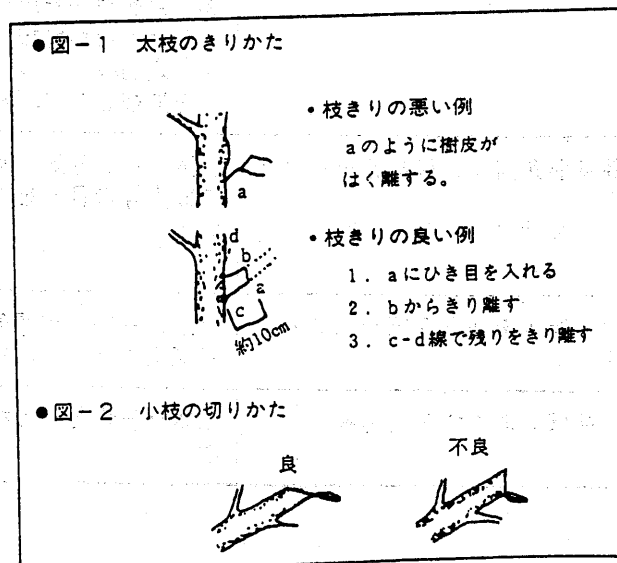 ●図－1 太枝のきりかた
・枝きりの悪い例
aのように樹皮が
はく離する。
a
・枝きりの良い例
1．aにひき目を入れる
2．bからきり離す
3．c-d線で残りをきり離す
d
b
a
c
約10cm
●図－2 小枝の切りかた
良
不良